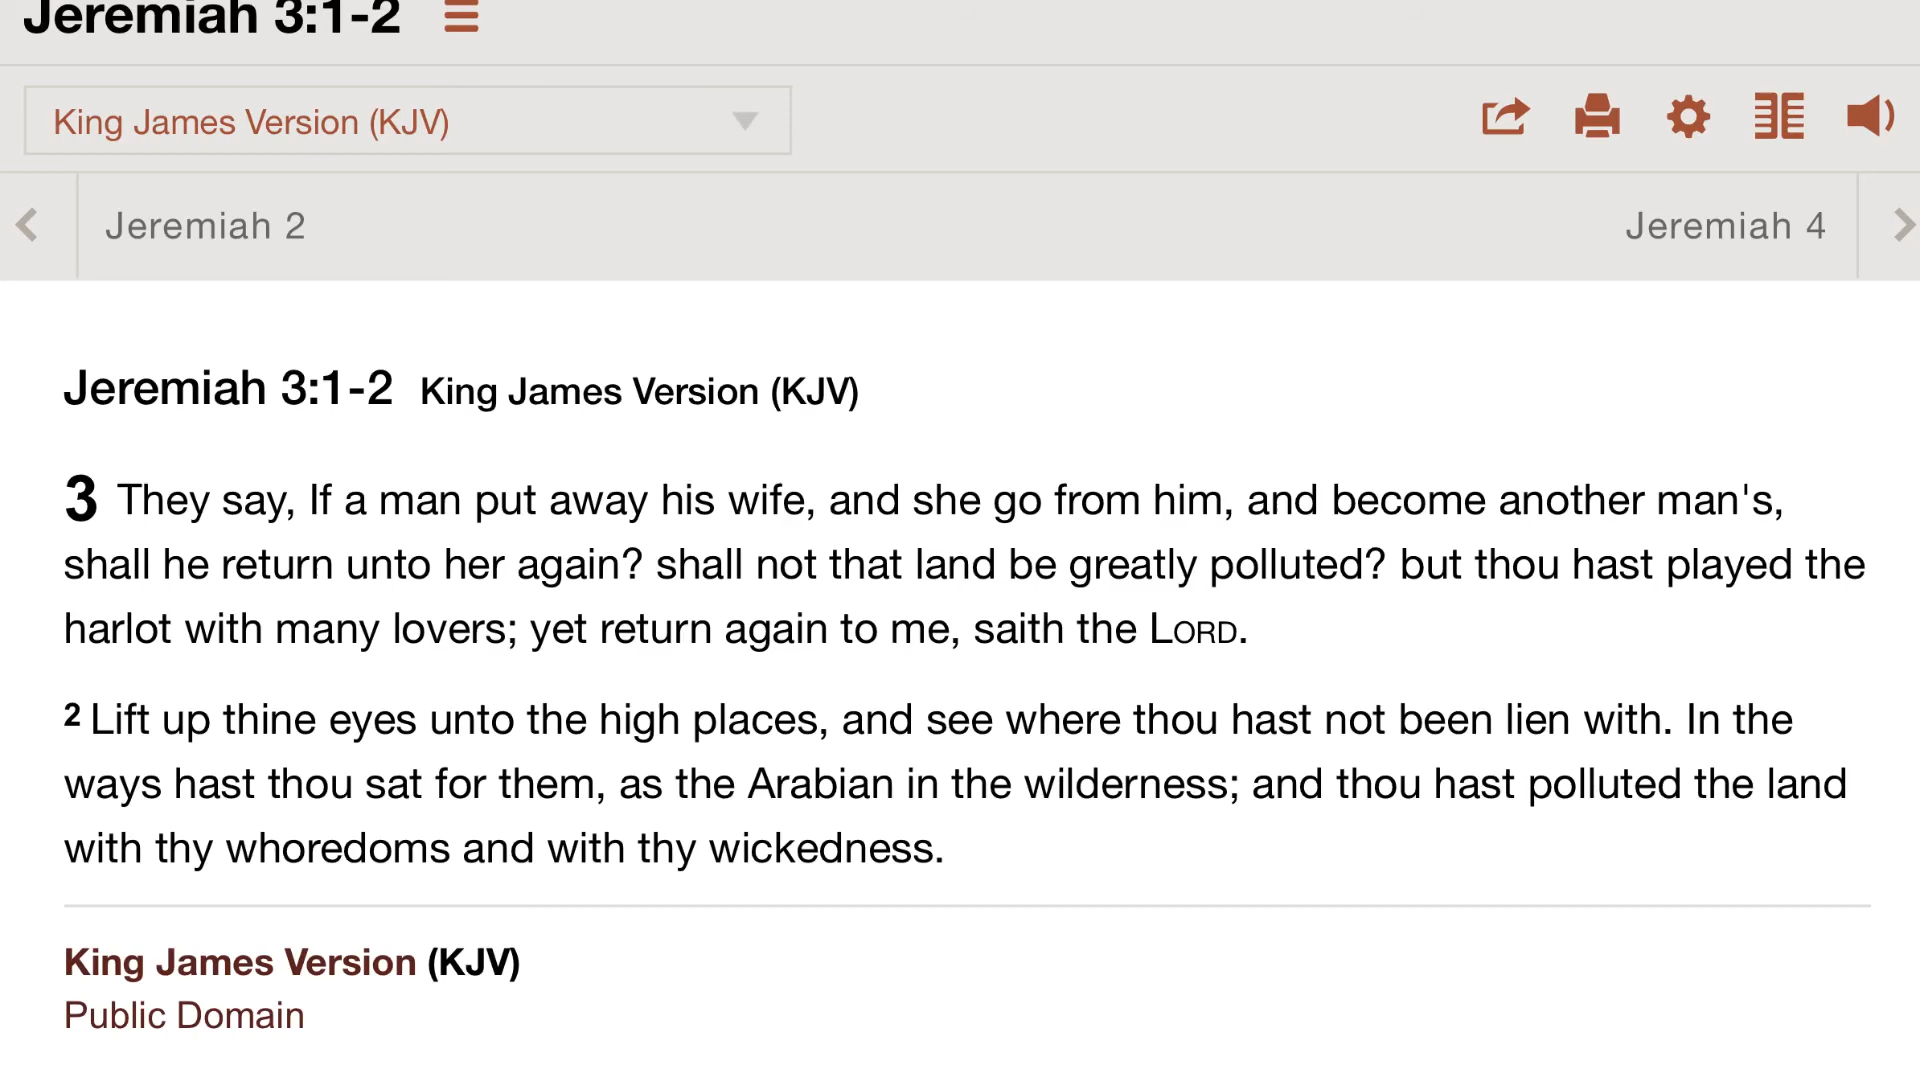 Jeremiah 3:1-2
King James Version (KJV)
Jeremiah 2
Jeremiah 4
Jeremiah 3:1-2 King James Version (KJV)
3 They say, If a man put away his wife, and she go from him, and become another man's,
shall he return unto her again? shall not that land be greatly polluted? but thou hast played the
harlot with many lovers; yet return again to me, saith the LORD.
2 Lift up thine eyes unto the high places, and see where thou hast not been lien with. In the
ways hast thou sat for them, as the Arabian in the wilderness; and thou hast polluted the land
with thy whoredoms and with thy wickedness.
King James Version (KJV)
Public Domain